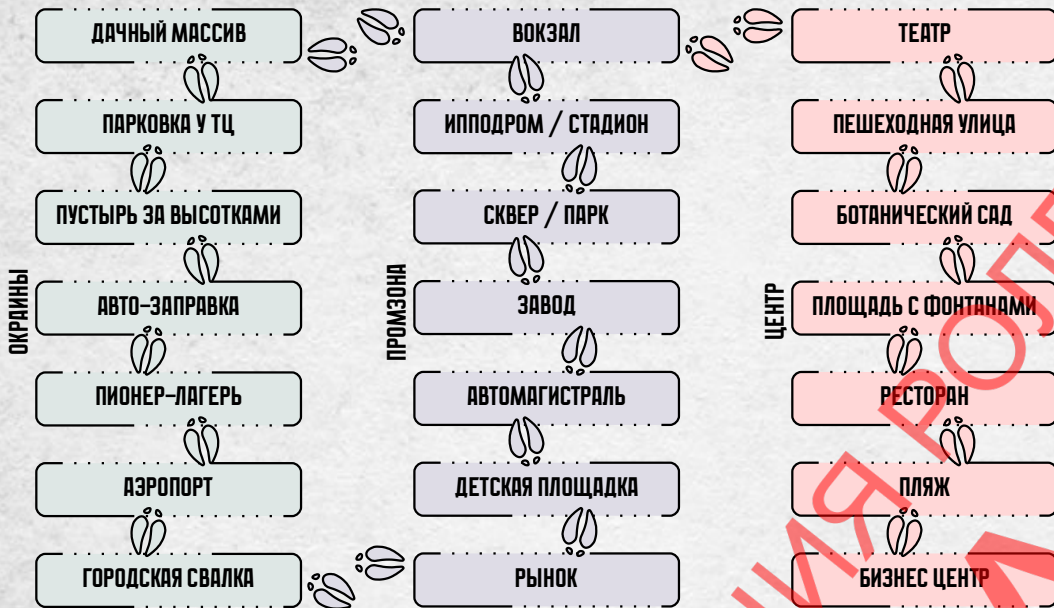 ОКРАИНЫ
ДАЧНЫЙ МАССИВ
ПАРКОВКА У ТЦ
ПУСТЫРЬ ЗА ВЫСОТКАМИ
АВТО-ЗАПРАВКА
ПИОНЕР-ЛАГЕРЬ
АЭРОПОРТ
ГОРОДСКАЯ СВАЛКА
ПРОМЗОНА
ВОКЗАЛ
ИППОДРОМ / СТАДИОН
СКВЕР / ПАРК
ЗАВОД
АВТОМАГИСТРАЛЬ
ДЕТСКАЯ ПЛОЩАДКА
РЫНОК
ЦЕНТР
ТЕАТР
ПЕШЕХОДНАЯ УЛИЦА
БОТАНИЧЕСКИЙ САД
ПЛОЩАДЬ С ФОНТАНАМИ
РЕСТОРАН
ПЛЯЖ
БИЗНЕС ЦЕНТР